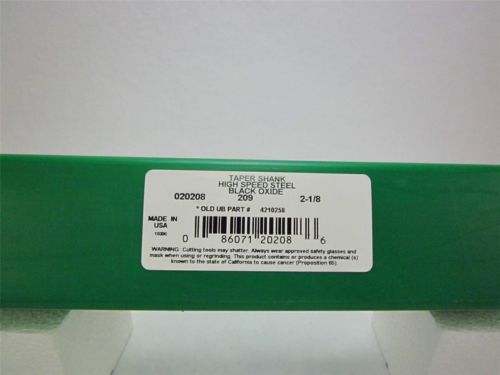 TAPER SHANK
HIGH SPEED STEEL
BLACK OXIDE
020208 209 2-1/8
* OLD UB PART # 4210258
MADE IN
USA
0 86071 20208 6
WARNING: Cutting tools may shatter. Always wear approved safety glasses and
mask when using or regrinding. This product contains or produces a chemical (s)
known to the state of California to cause cancer (Proposition 65).